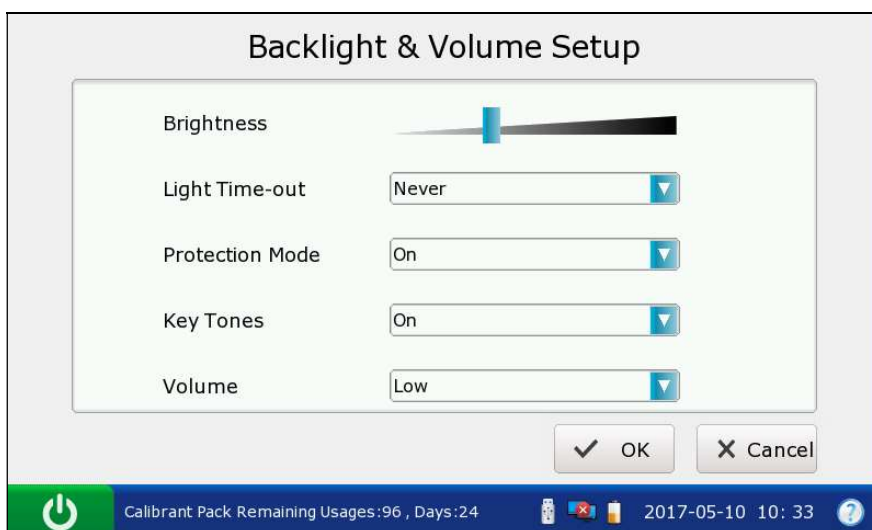 Backlight & Volume Setup
Brightness
Light Time-out Never
Protection Mode On
Key Tones On
Volume Low
OK Cancel
Calibrant Pack Remaining Usages:96 , Days:24 2017-05-10 10: 33 ?